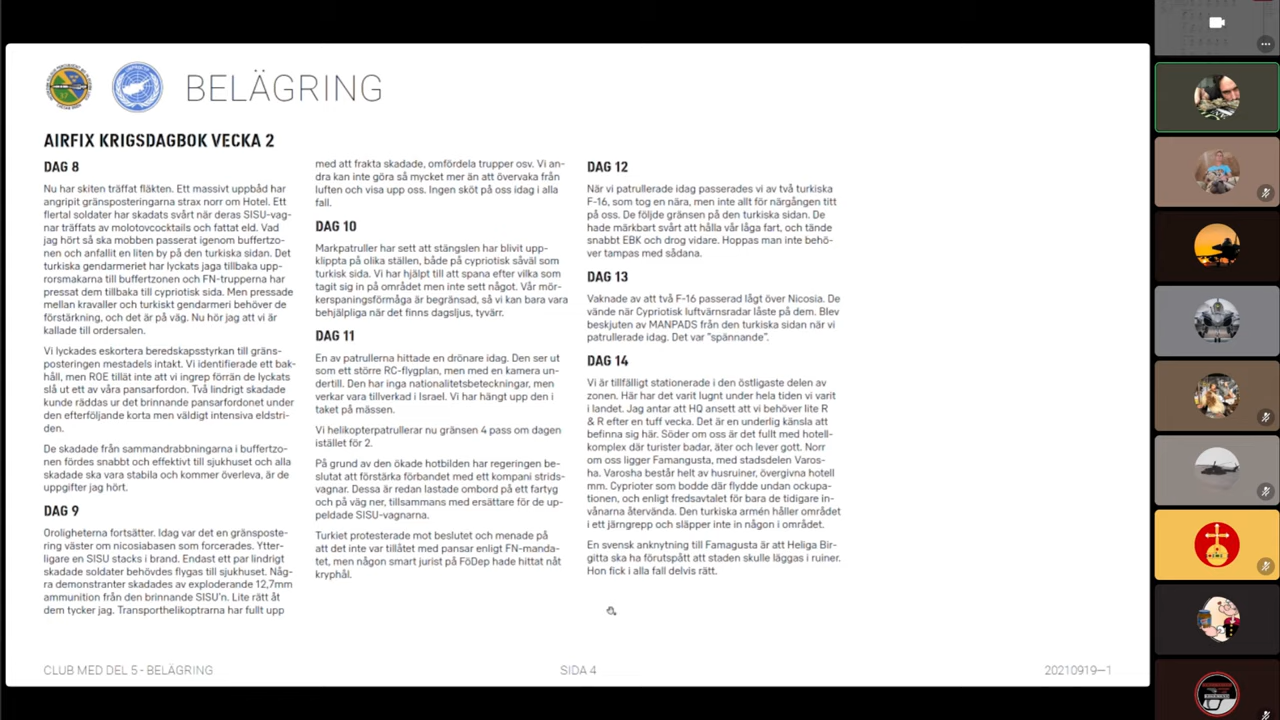 BELÄGRING
AIRFIX KRIGSDAGBOK VECKA 2
DAG 8
Nu har skiten träffat fläkten. Ett massivt uppbåd har
angripit gränsposteringarna strax norr om Hotel. Ett
flertal soldater har skadats svårt när deras SISU-vag-
nar träffats av molotovcocktails och fattat eld. Vad
jag hört så ska mobben passerat igenom buffertzo-
nen och anfallit en liten by på den turkiska sidan. Det
turkiska gendarmeriet har lyckats jaga tillbaka upp-
rorsmakarna till buffertzonen och FN-trupperna har
pressat dem tillbaka till cypriotisk sida. Men pressade
mellan kravaller och turkiskt gendarmeri behöver de
förstärkning, och det är på väg. Nu hör jag att vi är
kallade till ordersalen.
Vi lyckades eskortera beredskapsstyrkan till gräns-
posteringen mestadels intakt. Vi identifierade ett bak-
håll, men ROE tillät inte att vi ingrep förrän de lyckats
slå ut ett av våra pansarfordon. Två lindrigt skadade
kunde räddas ur det brinnande pansarfordonet under
den efterföljande korta men väldigt intensiva eldstri-
den.
De skadade från sammandrabbningarna i buffertzo-
nen fördes snabbt och effektivt till sjukhuset och alla
skadade ska vara stabila och kommer överleva, är de
uppgifter jag hört.
DAG 9
Oroligheterna fortsätter. Idag var det en gränsposte-
ring väster om nicosiabasen som forcerades. Ytter-
ligare en SISU stacks i brand. Endast ett par lindrigt
skadade soldater behövdes flygas till sjukhuset. Någ-
ra demonstranter skadades av exploderande 12,7mm
ammunition från den brinnande SISU'n. Lite rätt åt
dem tycker jag. Transporthelikoptrarna har fullt upp
med att frakta skadade, omfördela trupper osv. Vi an-
dra kan inte göra så mycket mer än att övervaka från
luften och visa upp oss. Ingen sköt på oss idag i alla
fall.
DAG 10
Markpatruller har sett att stängslen har blivit upp-
klippta på olika ställen, både på cypriotisk såväl som
turkisk sida. Vi har hjälpt till att spana efter vilka som
tagit sig in på området men inte sett något. Vår mör-
kerspaningsförmåga är begränsad, så vi kan bara vara
behjälpliga när det finns dagsljus, tyvärr.
DAG 11
En av patrullerna hittade en drönare idag. Den ser ut
som ett större RC-flygplan, men med en kamera un-
dertill. Den har inga nationalitetsbeteckningar, men
verkar vara tillverkad i Israel. Vi har hängt upp den i
taket på mässen.
Vi helikopterpatrullerar nu gränsen 4 pass om dagen
istället för 2.
På grund av den ökade hotbilden har regeringen be-
slutat att förstärka förbandet med ett kompani strids-
vagnar. Dessa är redan lastade ombord på ett fartyg
och på väg ner, tillsammans med ersättare för de up-
peldade SISU-vagnarna.
Turkiet protesterade mot beslutet och menade på
att det inte var tillåtet med pansar enligt FN-manda-
tet, men någon smart jurist på FöDep hade hittat nåt
kryphål.
DAG 12
När vi patrullerade idag passerades vi av två turkiska
F-16, som tog en nära, men inte allt för närgången titt
på oss. De följde gränsen på den turkiska sidan. De
hade märkbart svårt att hålla vår låga fart, och tände
snabbt EBK och drog vidare. Hoppas man inte behö-
ver tampas med sådana.
DAG 13
Vaknade av att två F-16 passerad lågt över Nicosia. De
vände när Cypriotisk luftvärnsradar låste på dem. Blev
beskjuten av MANPADS från den turkiska sidan när vi
patrullerade idag. Det var "spännande".
DAG 14
Vi är tillfälligt stationerade i den östligaste delen av
zonen. Här har det varit lugnt under hela tiden vi varit
i landet. Jag antar att HQ ansett att vi behöver lite R
& R efter en tuff vecka. Det är en underlig känsla att
befinna sig här. Söder om oss är det fullt med hotell-
komplex där turister badar, äter och lever gott. Norr
om oss ligger Famangusta, med stadsdelen Varos-
ha. Varosha består helt av husruiner, övergivna hotell
mm. Cyprioter som bodde där flydde undan ockupa-
tionen, och enligt fredsavtalet för bara de tidigare in-
vånarna återvända. Den turkiska armén håller området
i ett järngrepp och släpper inte in någon i området.
En svensk anknytning till Famagusta är att Heliga Bir-
gitta ska ha förutspått att staden skulle läggas i ruiner.
Hon fick i alla fall delvis rätt.
CLUB MED DEL 5 - BELÄGRING
SIDA 4
20210919—1